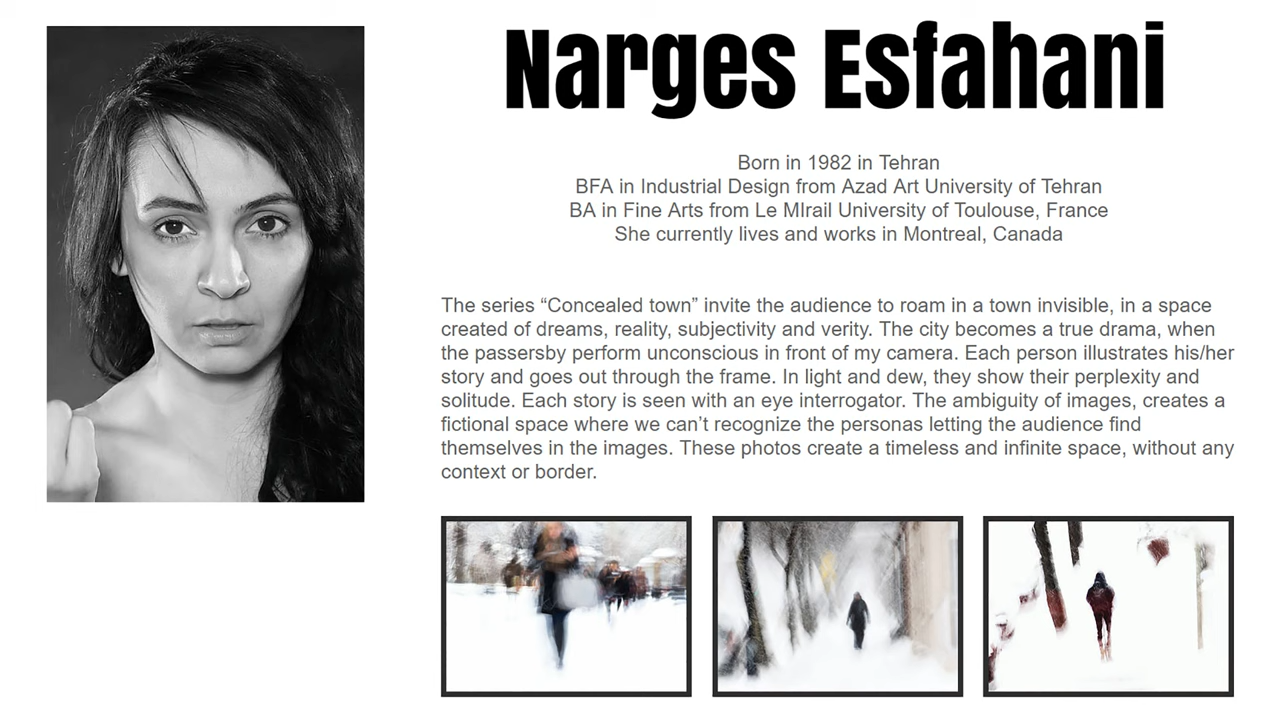 Narges Esfahani
Born in 1982 in Tehran
BFA in Industrial Design from Azad Art University of Tehran
BA in Fine Arts from Le MIrail University of Toulouse, France
She currently lives and works in Montreal, Canada
The series “Concealed town” invite the audience to roam in a town invisible, in a space
created of dreams, reality, subjectivity and verity. The city becomes a true drama, when
the passersby perform unconscious in front of my camera. Each person illustrates his/her
story and goes out through the frame. In light and dew, they show their perplexity and
solitude. Each story is seen with an eye interrogator. The ambiguity of images, creates a
fictional space where we can’t recognize the personas letting the audience find
themselves in the images. These photos create a timeless and infinite space, without any
context or border.